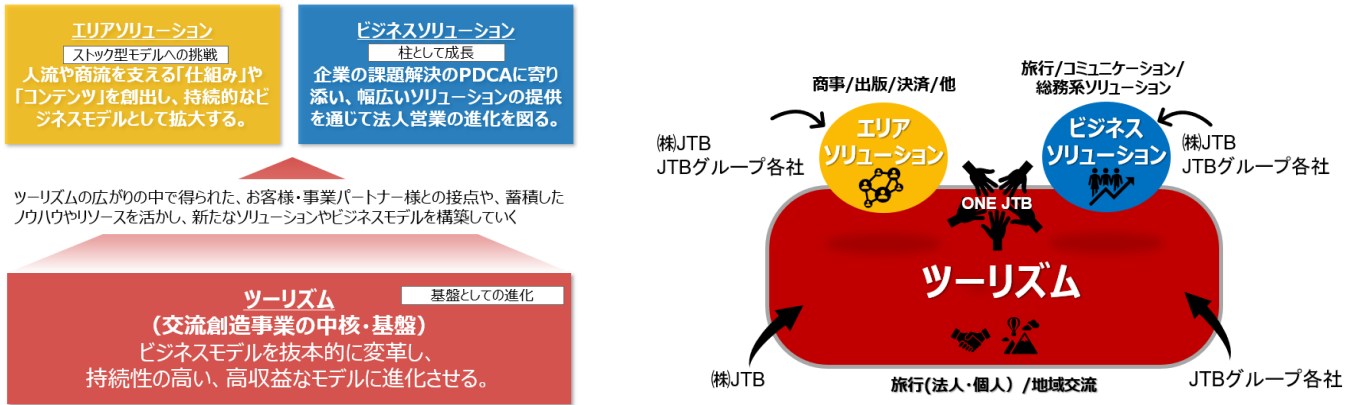 エリアソリューション
ストック型モデルへの挑戦
人流や商流を支える「仕組み」や
「コンテンツ」を創出し、持続的なビ
ジネスモデルとして拡大する。
ビジネスソリューション
柱として成長
企業の課題解決のPDCAに寄り
添い、幅広いソリューションの提供
を通じて法人営業の進化を図る。
ツーリズムの広がりの中で得られた、お客様・事業パートナー様との接点や、蓄積した
ノウハウやリソースを活かし、新たなソリューションやビジネスモデルを構築していく
ツーリズム
基盤としての進化
（交流創造事業の中核・基盤）
ビジネスモデルを抜本的に変革し、
持続性の高い、高収益なモデルに進化させる。
商事/出版/決済/他
旅行/コミュニケーション/
総務系ソリューション
㈱JTB
JTBグループ各社
エリア
ソリューション
ビジネス
ソリューション
㈱JTB
JTBグループ各社
ONE JTB
ツーリズム
㈱JTB
旅行(法人・個人）/地域交流
JTBグループ各社